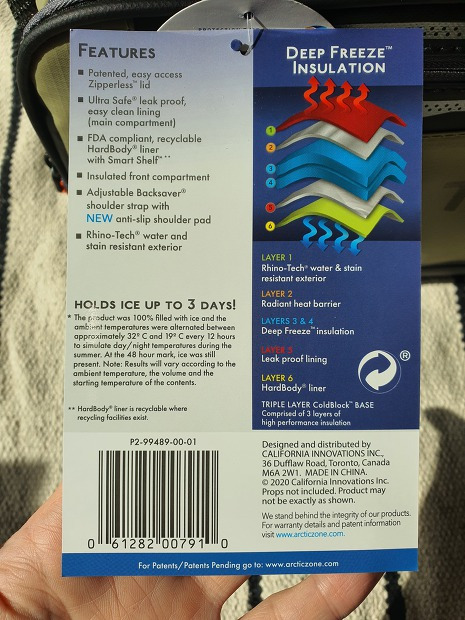 FEATURES
Patented, easy access
Zipperless™ lid
Ultra Safe® leak proof,
easy clean lining
(main compartment)
FDA compliant, recyclable
HardBody® liner
with Smart Shelf™**
Insulated front compartment
Adjustable Backsaver®
shoulder strap with
NEW anti-slip shoulder pad
Rhino-Tech® water and
stain resistant exterior
HOLDS ICE UP TO 3 DAYS!
* The product was 100% filled with ice and the
ambient temperatures were alternated between
approximately 32° C and 19° C every 12 hours
to simulate day/night temperatures during the
summer. At the 48 hour mark, ice was still
present. Note: Results will vary according to the
ambient temperature, the volume and the
starting temperature of the contents.
** HardBody® liner is recyclable where
recycling facilities exist.
DEEP FREEZE™
INSULATION
1
2
3
4
5
6
LAYER 1
Rhino-Tech® water & stain
resistant exterior
LAYER 2
Radiant heat barrier
LAYERS 3 & 4
Deep Freeze™ insulation
LAYER 5
Leak proof lining
LAYER 6
HardBody® liner
®
TRIPLE LAYER ColdBlock™ BASE
Comprised of 3 layers of
high performance insulation
P2-99489-00-01
0 61282 00791 0
Designed and distributed by
CALIFORNIA INNOVATIONS INC.,
36 Dufflaw Road, Toronto, Canada
M6A 2W1. MADE IN CHINA.
© 2020 California Innovations Inc.
Props not included. Product may
not be exactly as shown.
We stand behind the integrity of our products.
For warranty details and patent information
visit www.arcticzone.com.
For Patents/Patents Pending go to: www.arcticzone.com